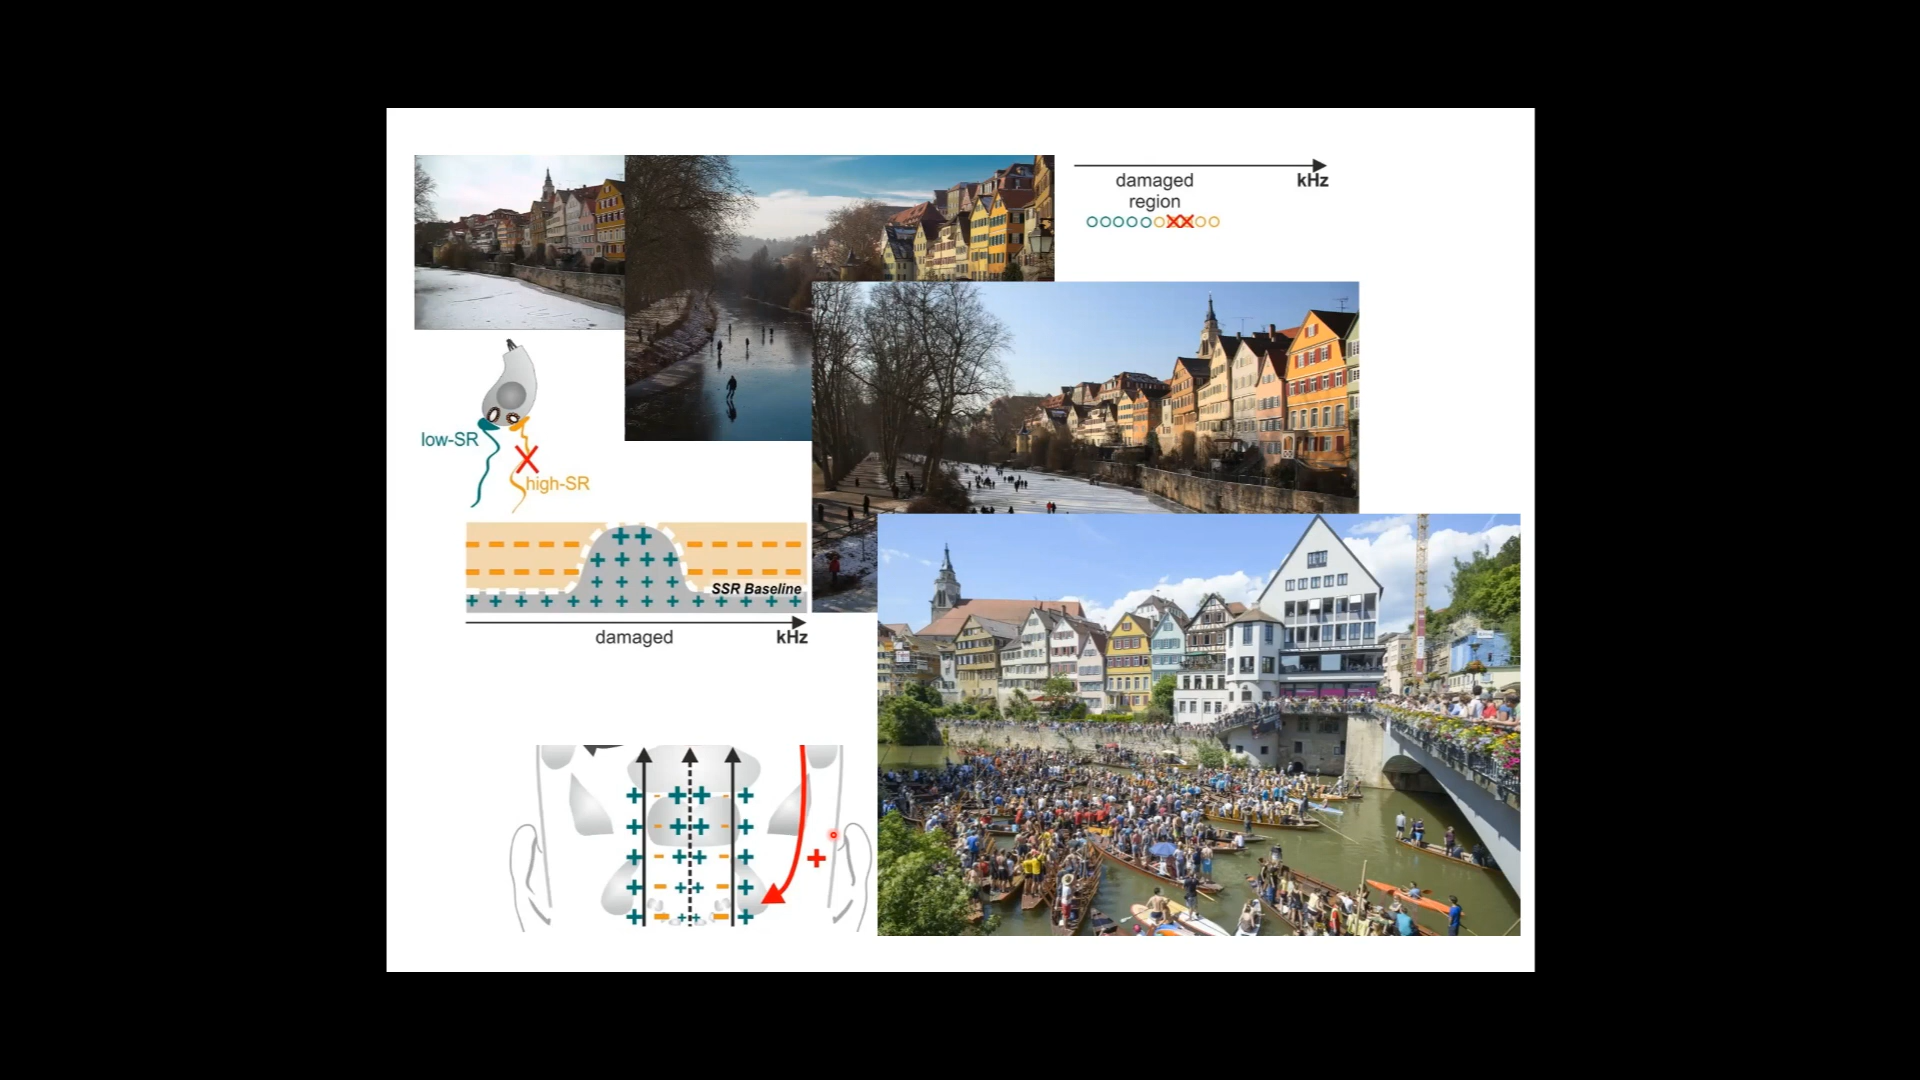 damaged
region
kHz
low-SR
high-SR
SSR Baseline
damaged
kHz